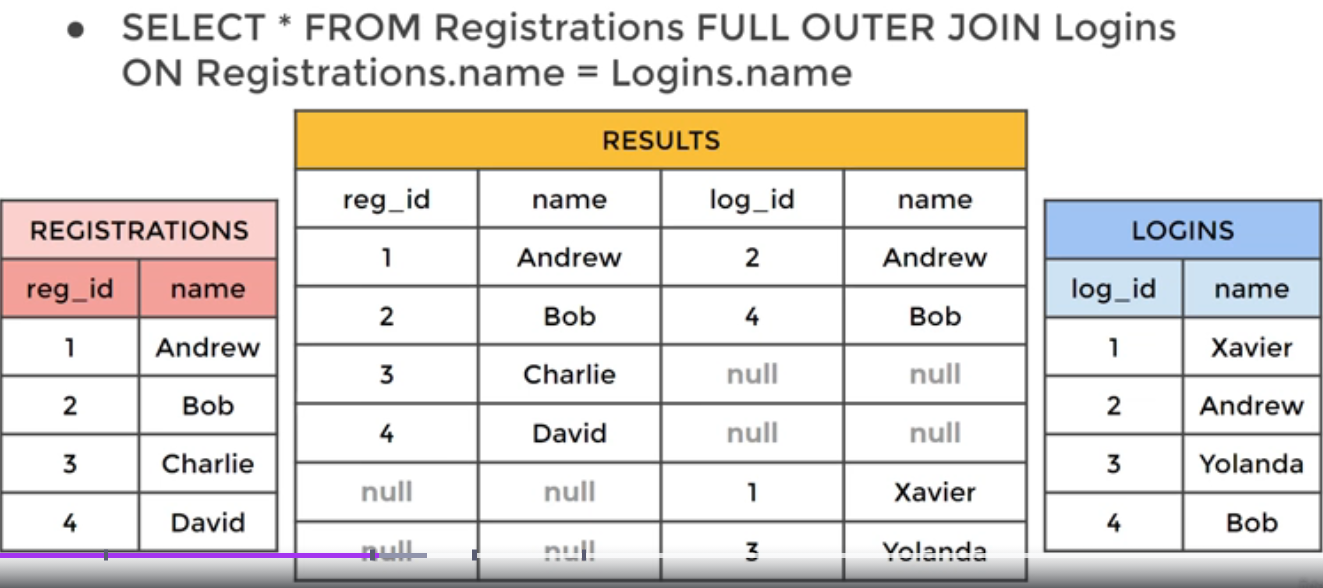 ● SELECT * FROM Registrations FULL OUTER JOIN Logins
ON Registrations.name = Logins.name
REGISTRATIONS
reg_id name
1 Andrew
2 Bob
3 Charlie
4 David
RESULTS
reg_id name log_id name
1 Andrew 2 Andrew
2 Bob 4 Bob
3 Charlie null null
4 David null null
null null 1 Xavier
null null 3 Yolanda
LOGINS
log_id name
1 Xavier
2 Andrew
3 Yolanda
4 Bob